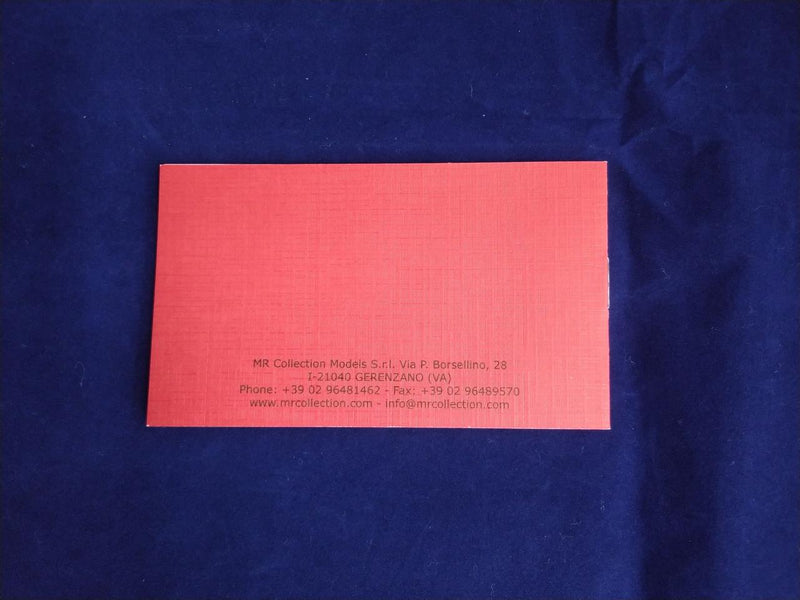 MR Collection Models S.r.l. Via P. Borsellino, 28
I-21040 GERENZANO (VA)
Phone: +39 02 96481462 - Fax: +39 02 96489570
www.mrcollection.com - info@mrcollection.com